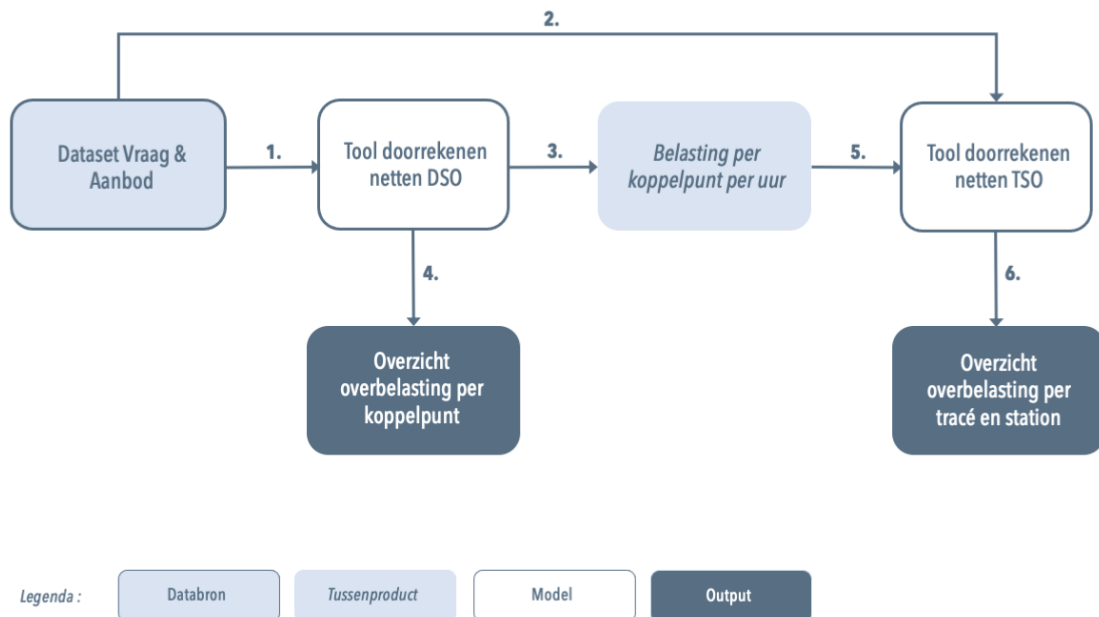 2.
Dataset Vraag &
Aanbod
1.
Tool doorrekenen
netten DSO
3.
Belasting per
koppelpunt per uur
5.
Tool doorrekenen
netten TSO
4.
6.
Overzicht
overbelasting per
koppelpunt
Overzicht
overbelasting per
tracé en station
Legenda :
Databron
Tussenproduct
Model
Output